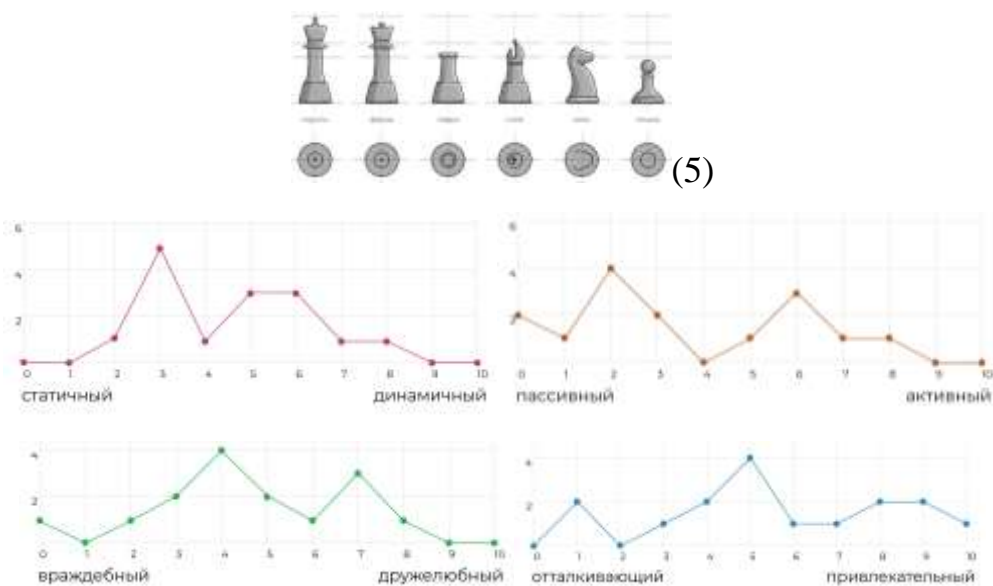 (5)
6
4
2
0 1 2 3 4 5 6 7 8 9 10
статичный динамичный
6
4
2
0 1 2 3 4 5 6 7 8 9 10
пассивный активный
4
2
0 1 2 3 4 5 6 7 8 9 10
враждебный дружелюбный
4
2
0 1 2 3 4 5 6 7 8 9 10
отталкивающий привлекательный